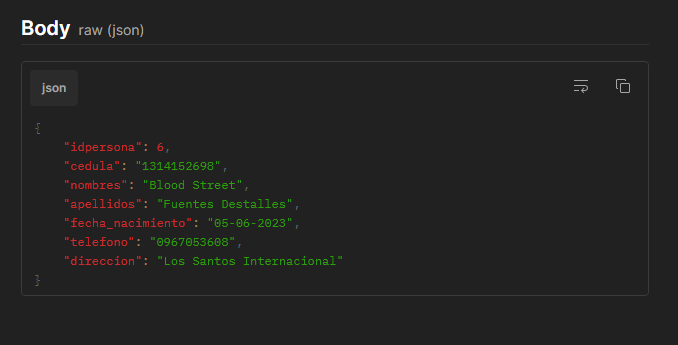 Body raw (json)
json
{
"idpersona": 6,
"cedula": "1314152698",
"nombres": "Blood Street",
"apellidos": "Fuentes Destalles",
"fecha_nacimiento": "05-06-2023",
"telefono": "0967053608",
"direccion": "Los Santos Internacional"
}